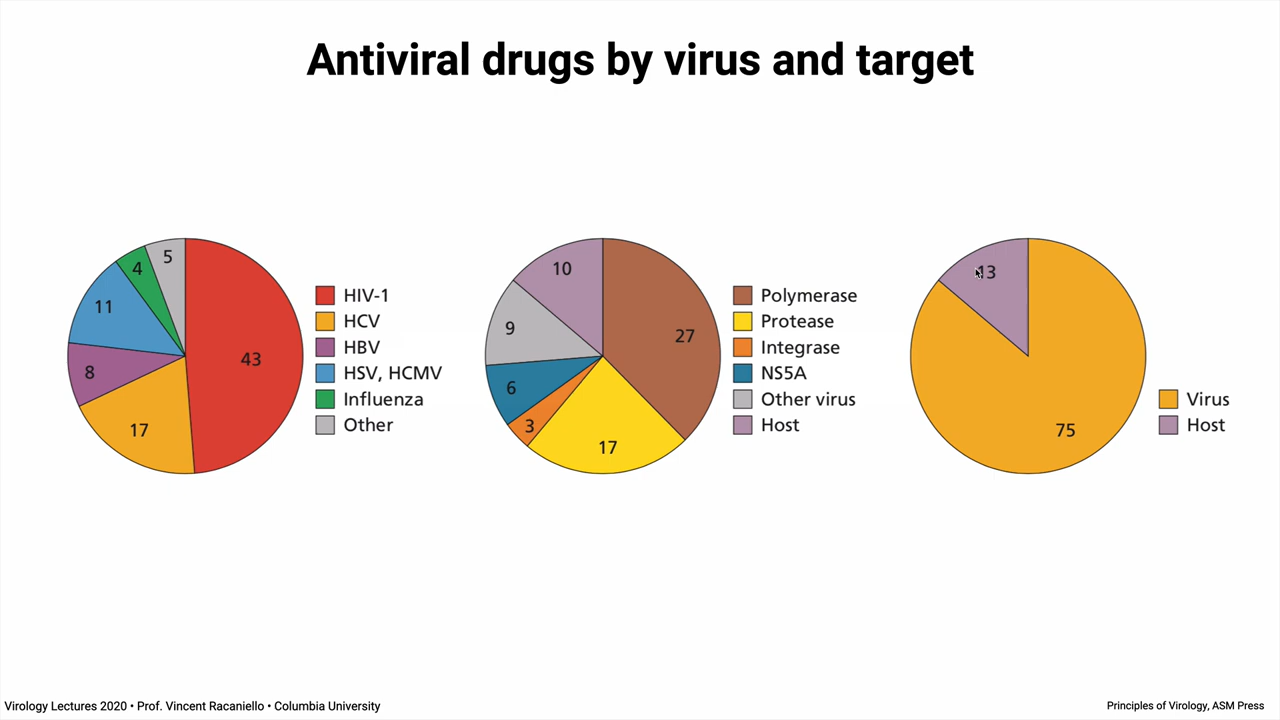 Antiviral drugs by virus and target
43
17
8
11
4
5
HIV-1
HCV
HBV
HSV, HCMV
Influenza
Other
27
17
3
6
9
10
Polymerase
Protease
Integrase
NS5A
Other virus
Host
13
75
Virus
Host
Virology Lectures 2020 • Prof. Vincent Racaniello • Columbia University
Principles of Virology, ASM Press